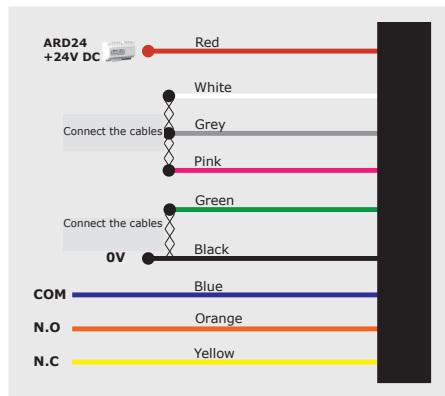 ARD24
+24V DC
Red
White
Connect the cables
Grey
Pink
Green
Connect the cables
Black
0V
Blue
COM
Orange
N.O
Yellow
N.C